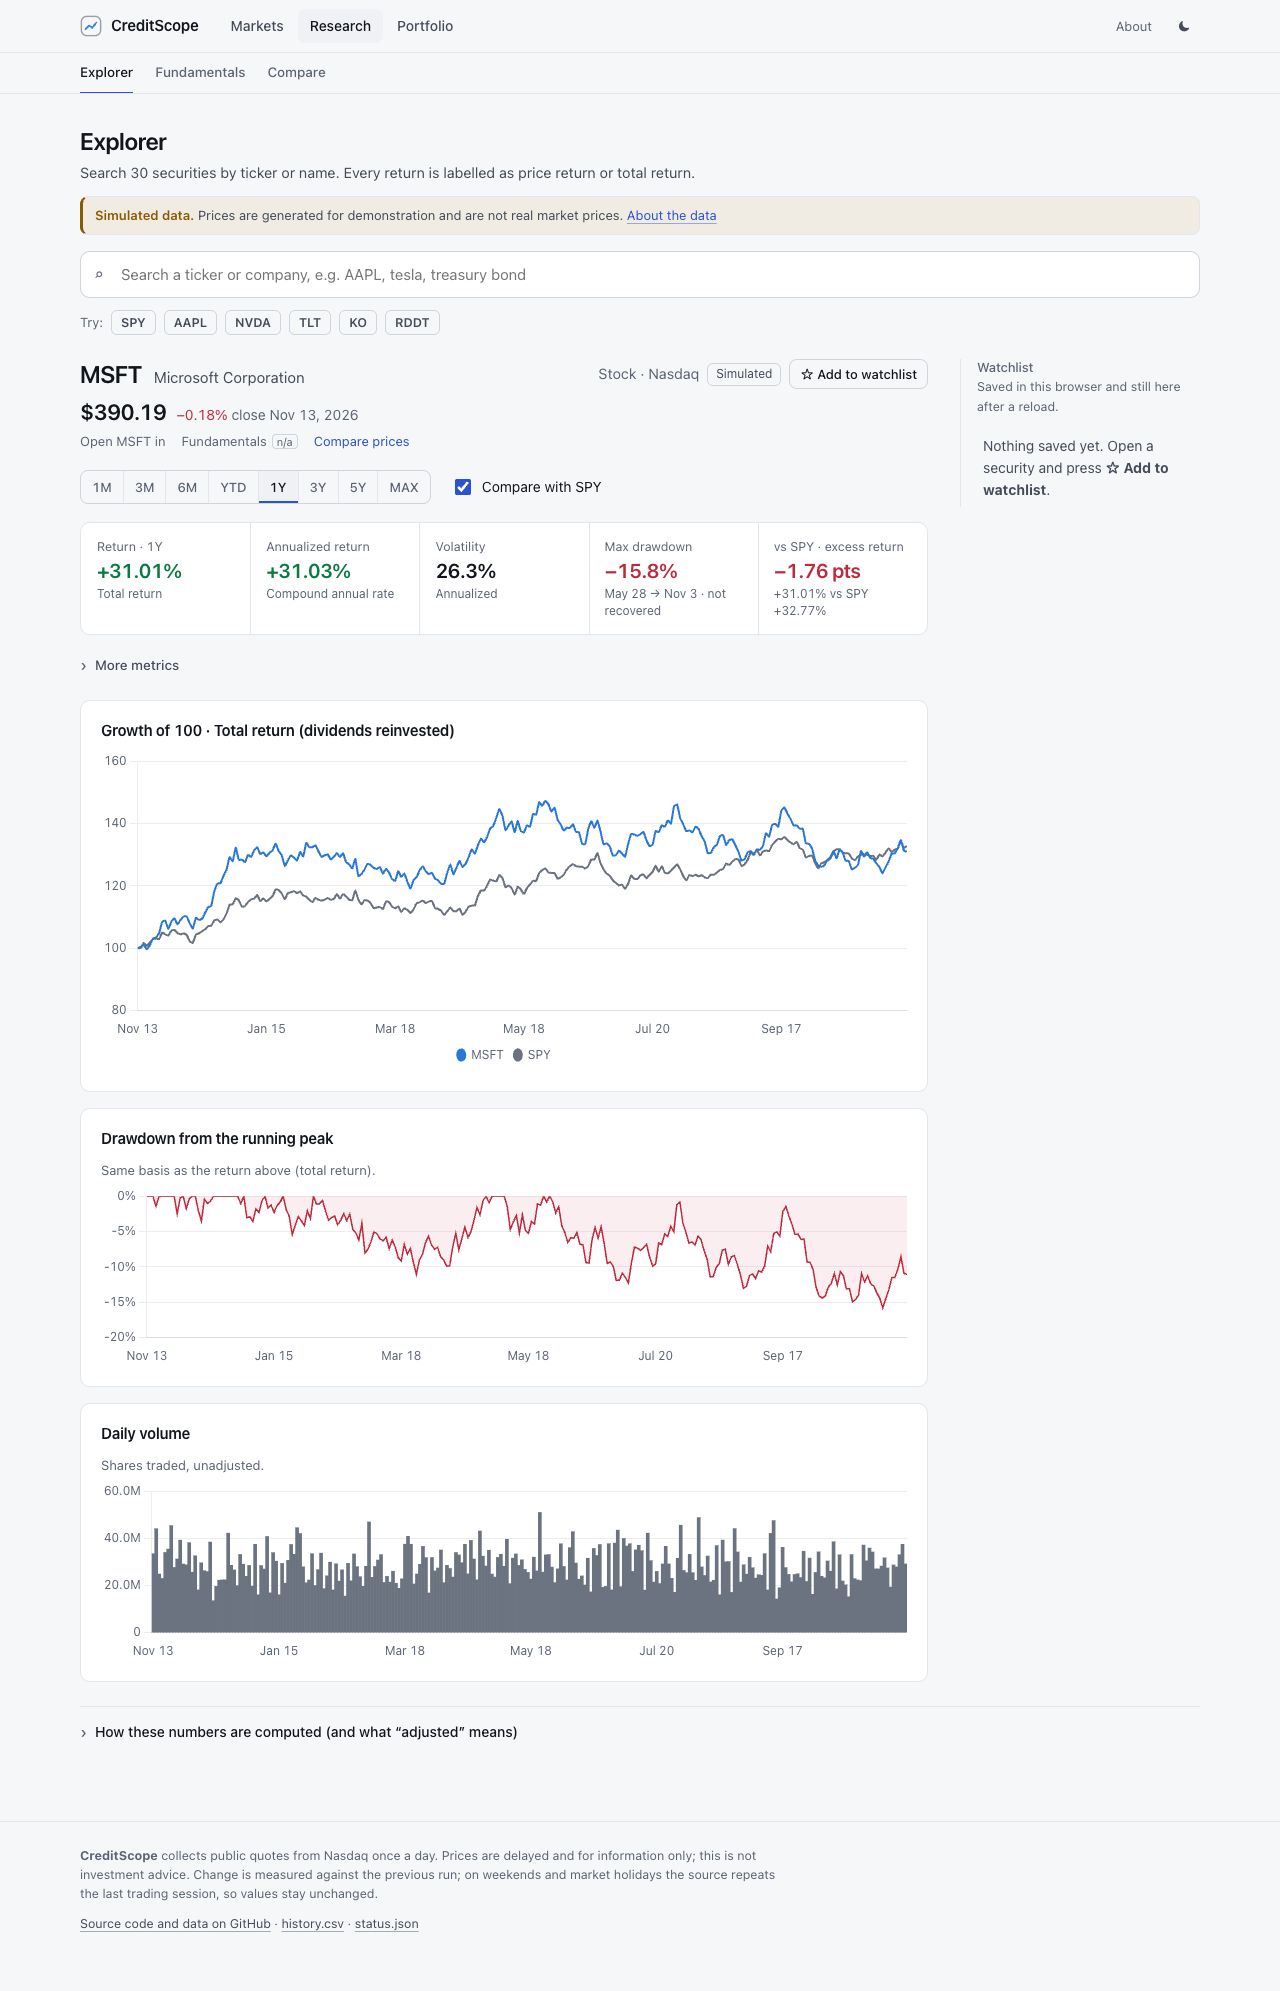 CreditScope
Markets
Research
Portfolio
About
Explorer
Fundamentals
Compare
Explorer
Search 30 securities by ticker or name. Every return is labelled as price return or total return.
Simulated data. Prices are generated for demonstration and are not real market prices. About the data
Search a ticker or company, e.g. AAPL, tesla, treasury bond
Try: SPY AAPL NVDA TLT KO RDDT
MSFT Microsoft Corporation
Stock · Nasdaq Simulated ☆ Add to watchlist
$390.19 −0.18% close Nov 13, 2026
Open MSFT in Fundamentals n/a Compare prices
1M 3M 6M YTD 1Y 3Y 5Y MAX
Compare with SPY
Watchlist
Saved in this browser and still here
after a reload.
Nothing saved yet. Open a
security and press ☆ Add to
watchlist.
Return · 1Y
+31.01%
Total return
Annualized return
+31.03%
Compound annual rate
Volatility
26.3%
Annualized
Max drawdown
−15.8%
May 28 → Nov 3 · not
recovered
vs SPY · excess return
−1.76 pts
+31.01% vs SPY
+32.77%
› More metrics
Growth of 100 · Total return (dividends reinvested)
160
140
120
100
80
Nov 13 Jan 15 Mar 18 May 18 Jul 20 Sep 17
MSFT SPY
Drawdown from the running peak
Same basis as the return above (total return).
0%
-5%
-10%
-15%
-20%
Nov 13 Jan 15 Mar 18 May 18 Jul 20 Sep 17
Daily volume
Shares traded, unadjusted.
60.0M
40.0M
20.0M
0
Nov 13 Jan 15 Mar 18 May 18 Jul 20 Sep 17
› How these numbers are computed (and what “adjusted” means)
CreditScope collects public quotes from Nasdaq once a day. Prices are delayed and for information only; this is not
investment advice. Change is measured against the previous run; on weekends and market holidays the source repeats
the last trading session, so values stay unchanged.
Source code and data on GitHub · history.csv · status.json